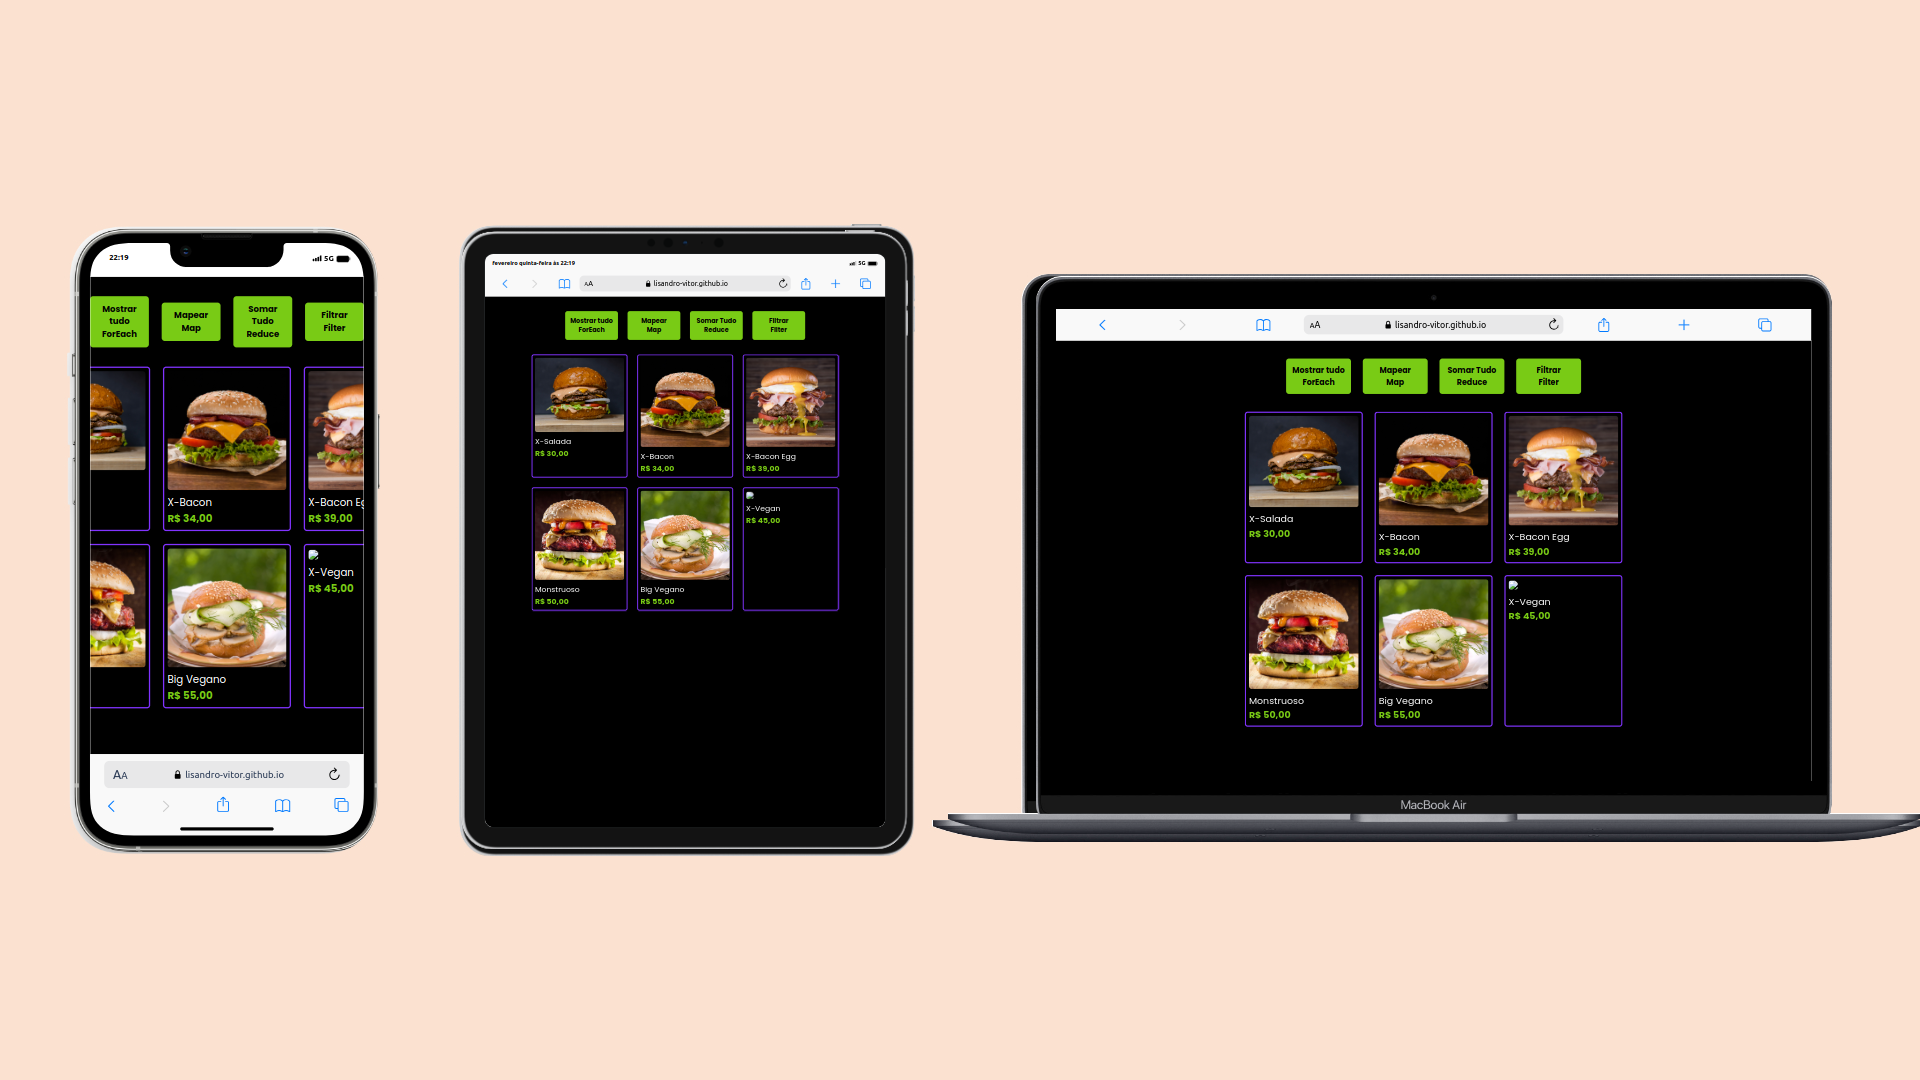 22:19
5G
Mostrar
tudo
ForEach
Mapear
Map
Somar
Tudo
Reduce
Filtrar
Filter
X-Bacon
R$ 34,00
X-Bacon Eg
R$ 39,00
Big Vegano
R$ 55,00
X-Vegan
R$ 45,00
AA
lisandro-vitor.github.io
fevereiro quinta-feira às 22:19
5G
AA
lisandro-vitor.github.io
Mostrar tudo
ForEach
Mapear
Map
Somar Tudo
Reduce
Filtrar
Filter
X-Salada
R$ 30,00
X-Bacon
R$ 34,00
X-Bacon Egg
R$ 39,00
Monstruoso
R$ 50,00
Big Vegano
R$ 55,00
X-Vegan
R$ 45,00
AA
lisandro-vitor.github.io
Mostrar tudo
ForEach
Mapear
Map
Somar Tudo
Reduce
Filtrar
Filter
X-Salada
R$ 30,00
X-Bacon
R$ 34,00
X-Bacon Egg
R$ 39,00
Monstruoso
R$ 50,00
Big Vegano
R$ 55,00
X-Vegan
R$ 45,00
MacBook Air